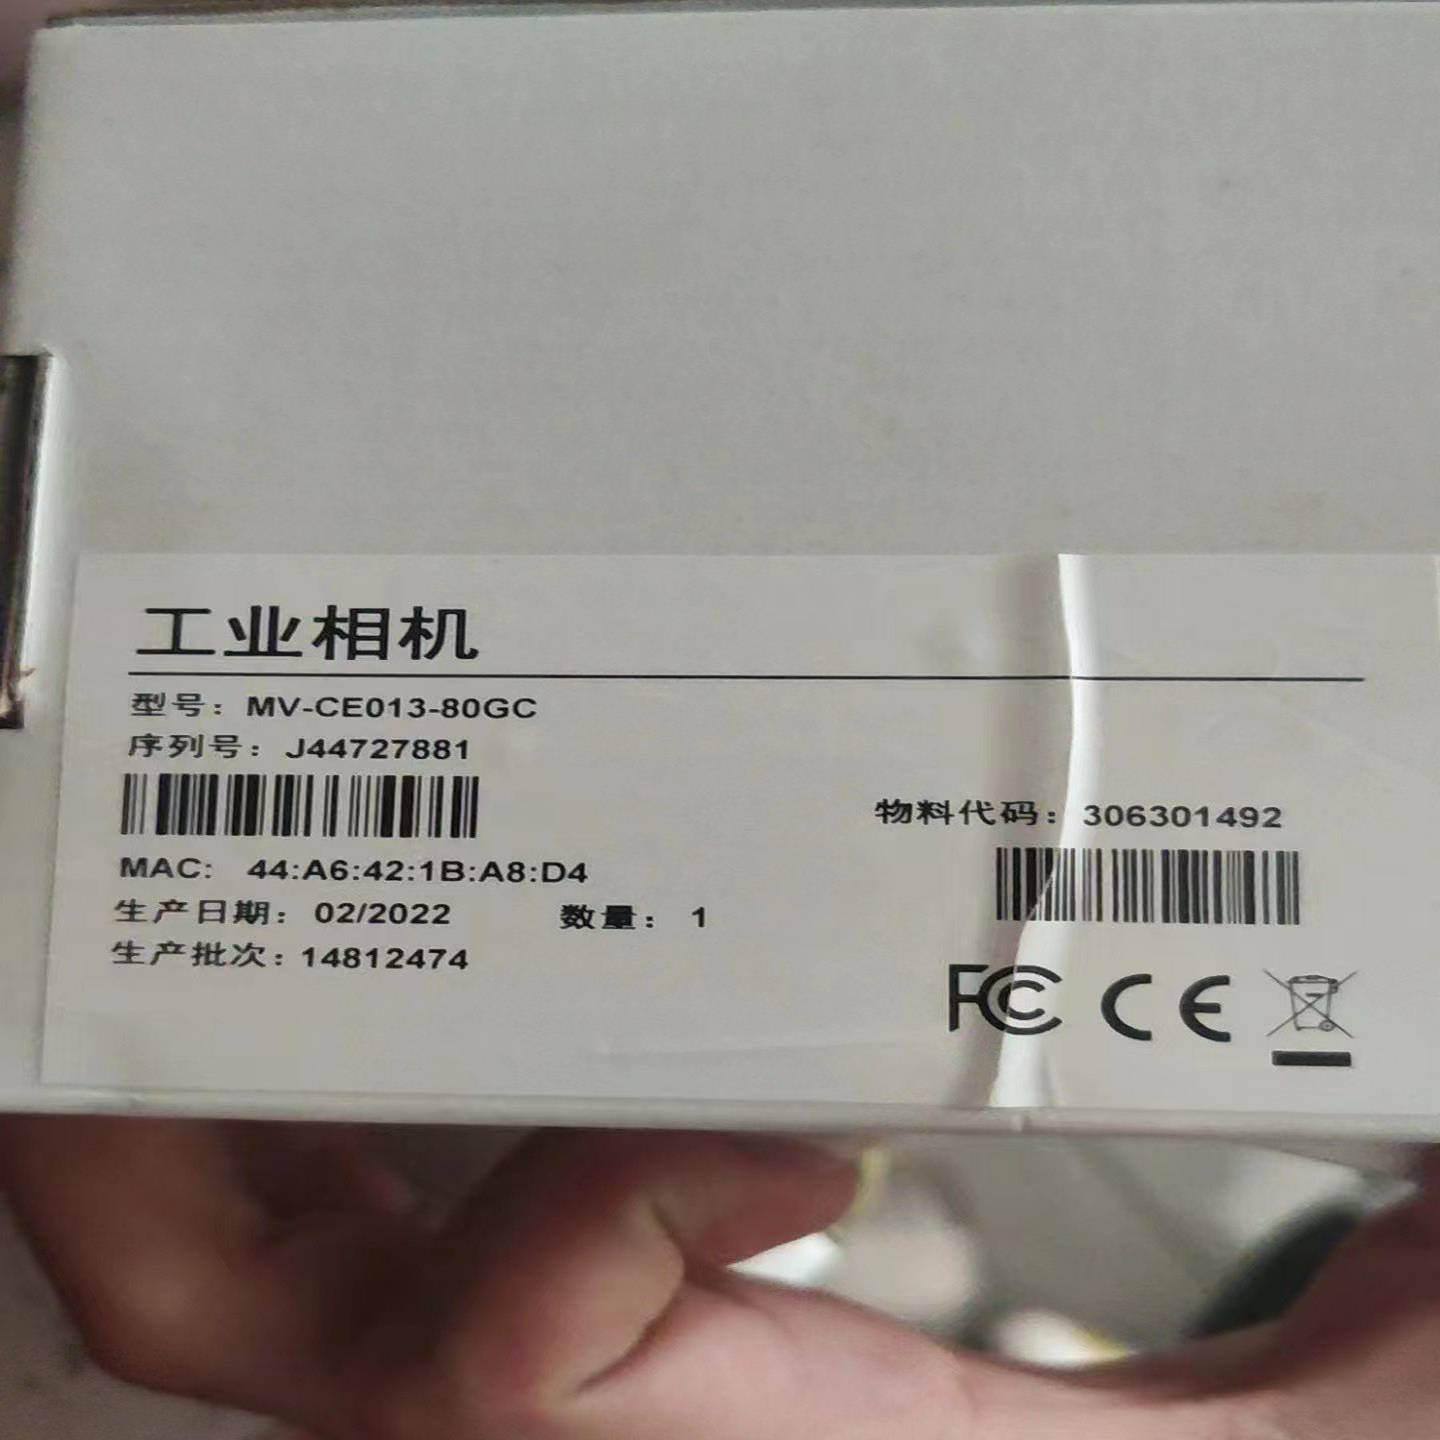 工业相机
型号：MV-CE013-80GC
序列号：J44727881
物料代码：306301492
MAC: 44:A6:42:1B:A8:D4
生产日期：02/2022 数量：1
生产批次：14812474
FC CE